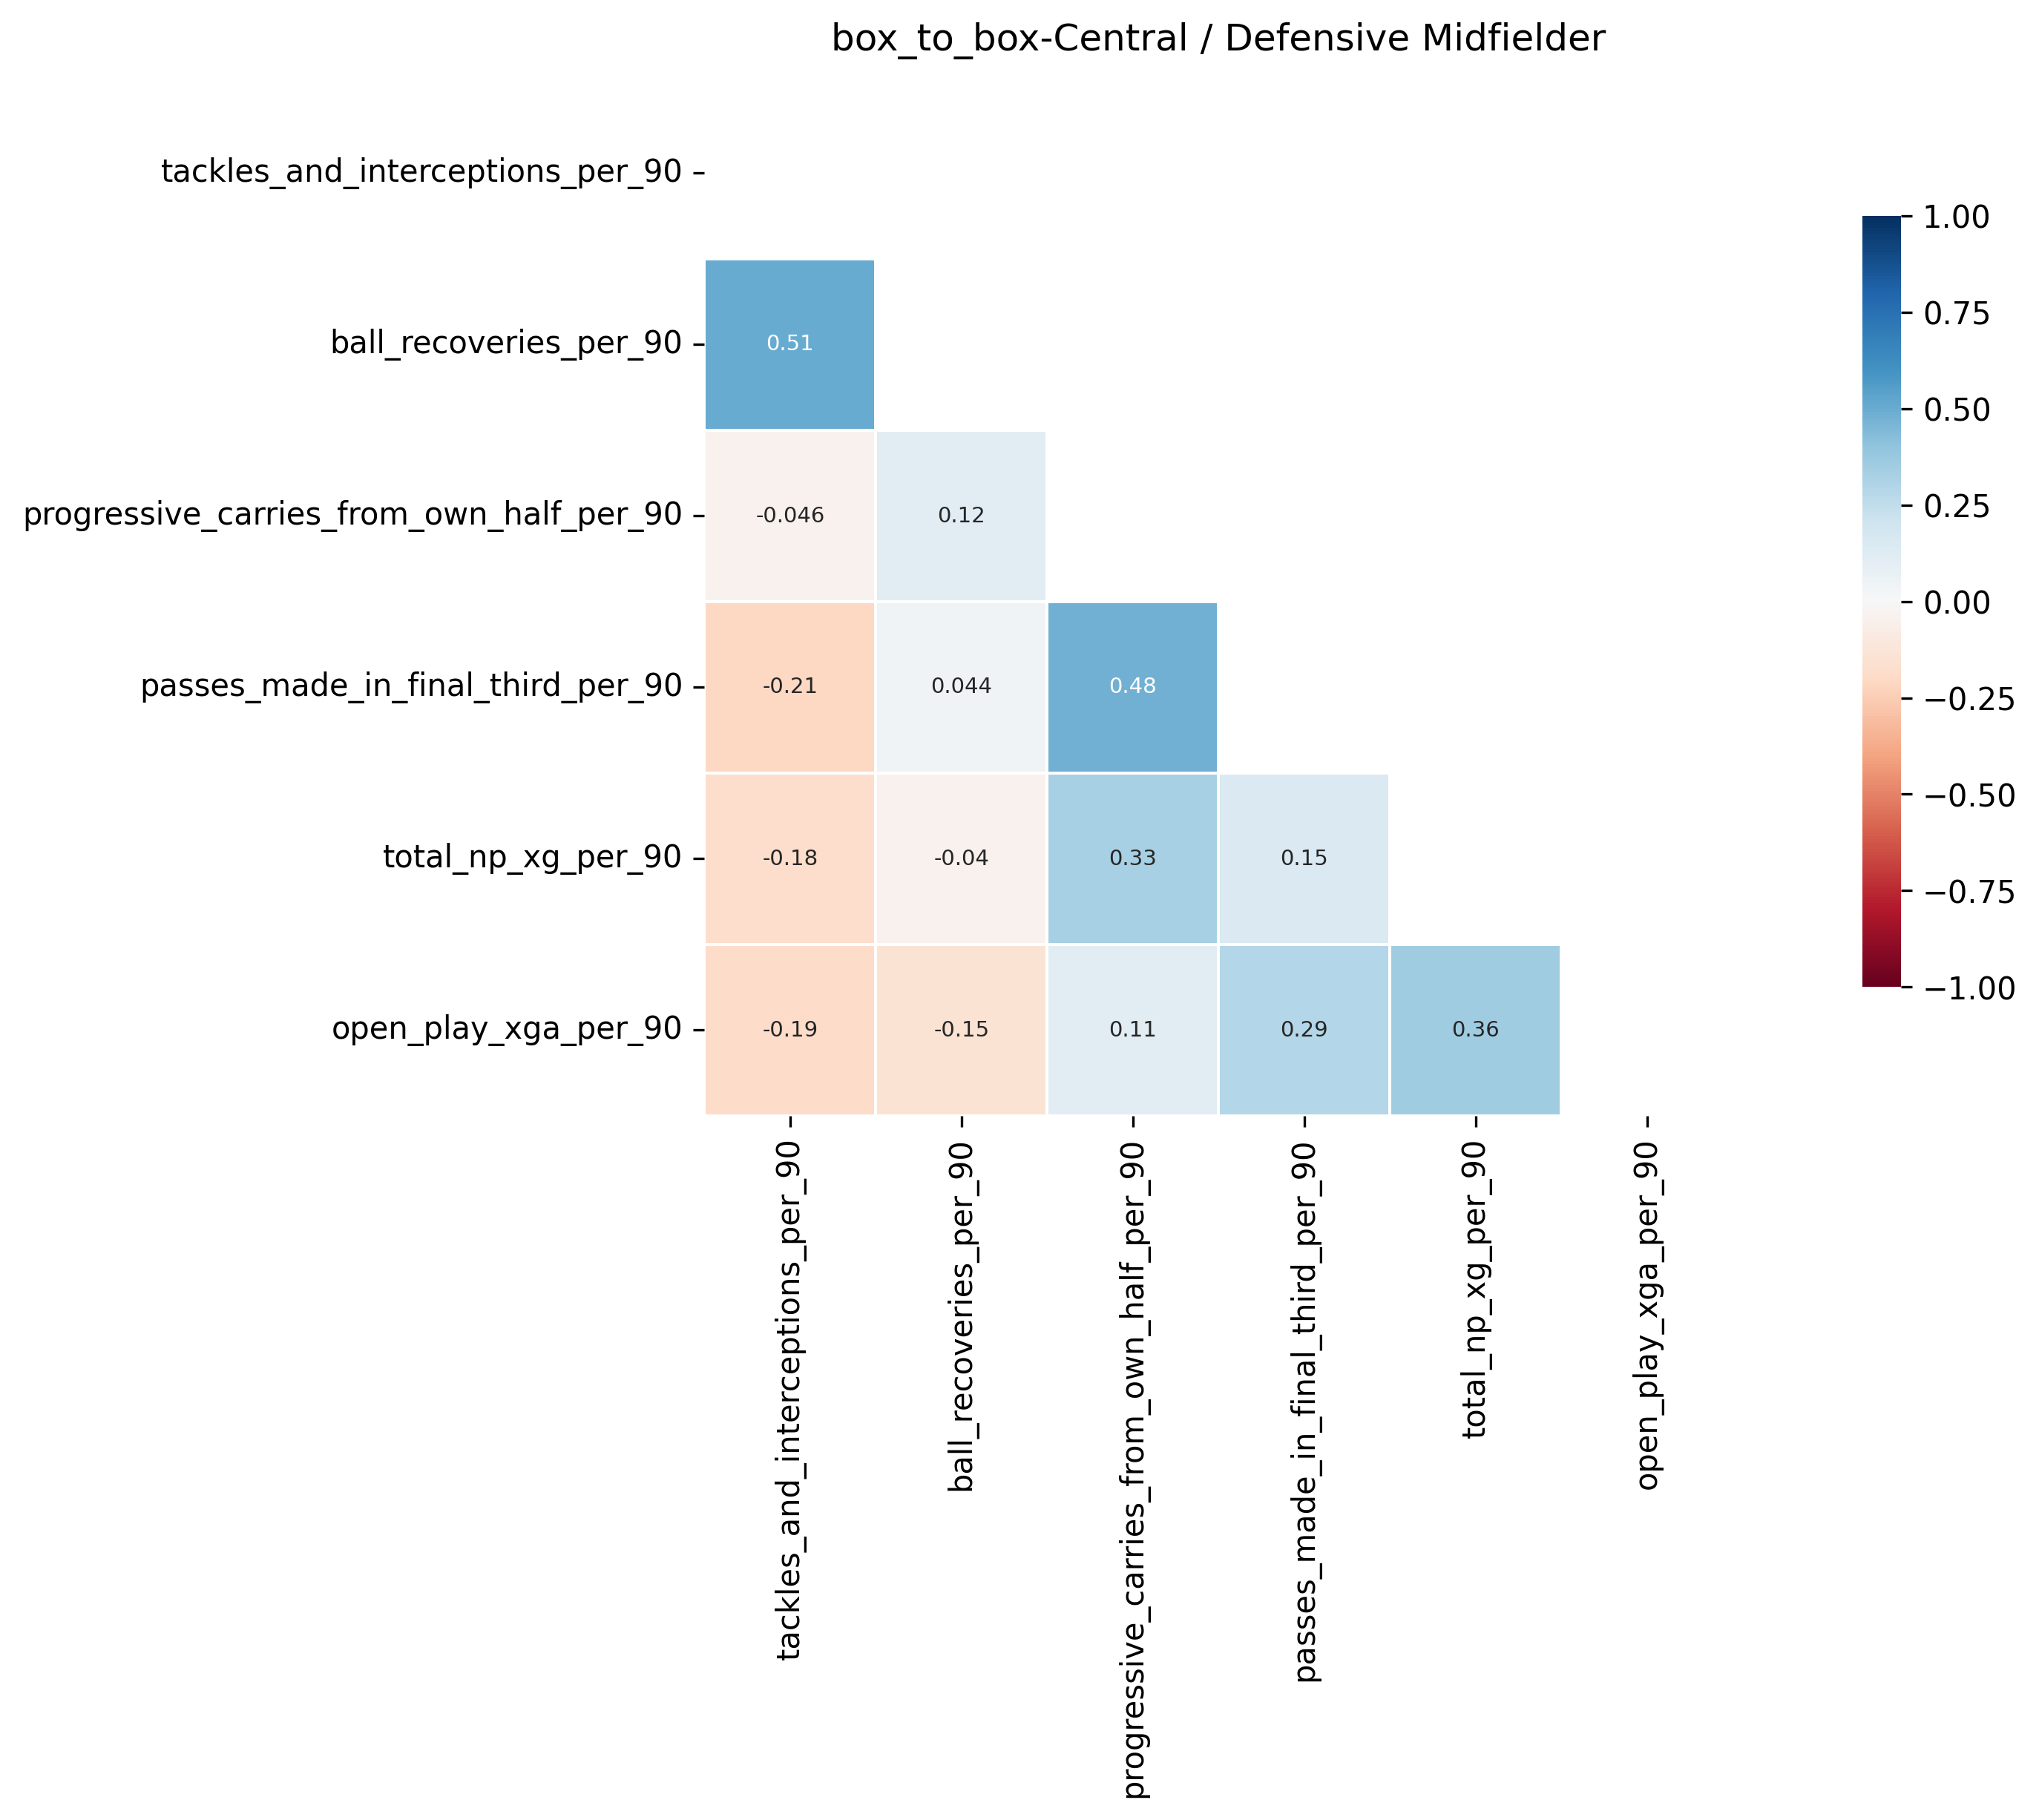 box_to_box-Central / Defensive Midfielder
tackles_and_interceptions_per_90
ball_recoveries_per_90
0.51
progressive_carries_from_own_half_per_90
-0.046 0.12
passes_made_in_final_third_per_90
-0.21 0.044 0.48
total_np_xg_per_90
-0.18 -0.04 0.33 0.15
open_play_xga_per_90
-0.19 -0.15 0.11 0.29 0.36
tackles_and_interceptions_per_90
ball_recoveries_per_90
progressive_carries_from_own_half_per_90
passes_made_in_final_third_per_90
total_np_xg_per_90
open_play_xga_per_90
1.00
0.75
0.50
0.25
0.00
−0.25
−0.50
−0.75
−1.00